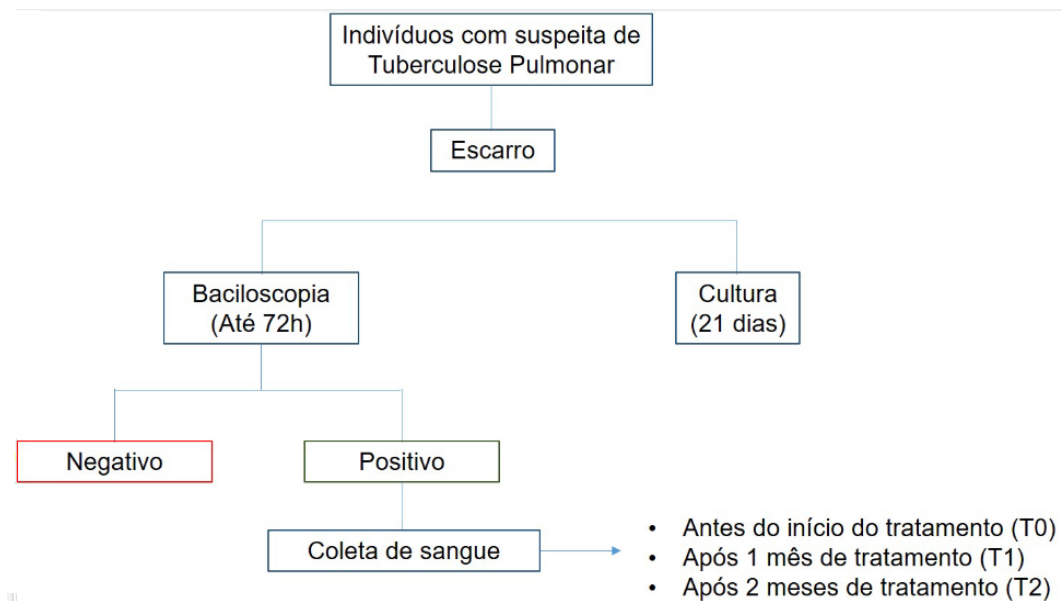 Indivíduos com suspeita de
Tuberculose Pulmonar
Escarro
Baciloscopia
(Até 72h)
Cultura
(21 dias)
Negativo
Positivo
Coleta de sangue
• Antes do início do tratamento (T0)
• Após 1 mês de tratamento (T1)
• Após 2 meses de tratamento (T2)